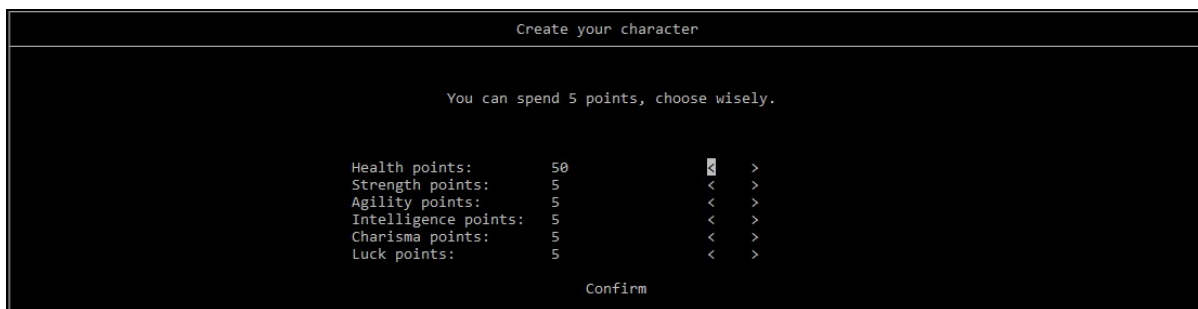 Create your character
You can spend 5 points, choose wisely.
Health points: 50 < >
Strength points: 5 < >
Agility points: 5 < >
Intelligence points: 5 < >
Charisma points: 5 < >
Luck points: 5 < >
Confirm